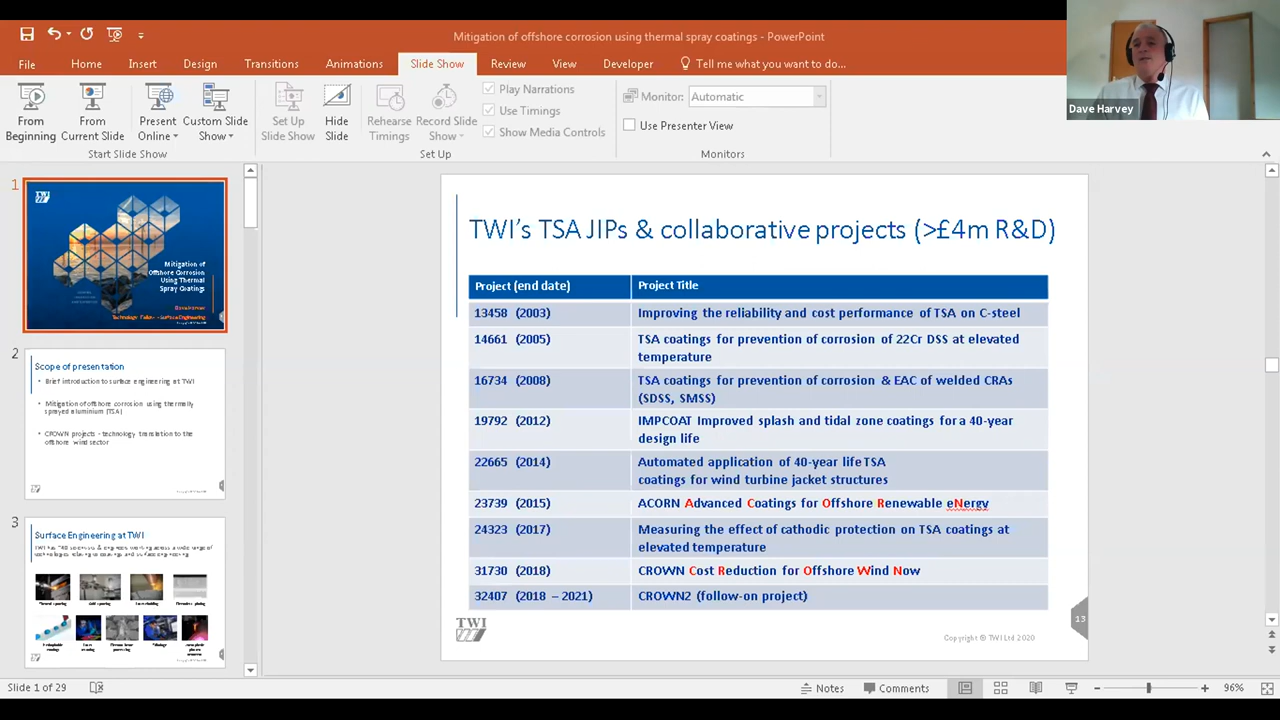 Mitigation of offshore corrosion using thermal spray coatings - PowerPoint
File Home Insert Design Transitions Animations Slide Show Review View Developer Tell me what you want to do...
From Beginning
From Current Slide
Present Online
Custom Slide Show
Start Slide Show
Set Up Slide Show
Hide Slide
Rehearse Timings
Record Slide Show
Play Narrations
Use Timings
Show Media Controls
Set Up
Monitor: Automatic
Use Presenter View
Monitors
Dave Harvey
1
TWI
Mitigation of
Offshore Corrosion
Using Thermal
Spray Coatings
2
Scope of presentation
• Brief introduction to surface engineering at TWI
• Mitigation of offshore corrosion using thermally
sprayed aluminium (TSA)
• CROWN projects - technology translation to the
offshore wind sector
3
Surface Engineering at TWI
TWI's TSA JIPs & collaborative projects (>£4m R&D)
Project (end date) Project Title
13458 (2003) Improving the reliability and cost performance of TSA on C-steel
14661 (2005) TSA coatings for prevention of corrosion of 22Cr DSS at elevated
temperature
16734 (2008) TSA coatings for prevention of corrosion & EAC of welded CRAs
(SDSS, SMSS)
19792 (2012) IMPCOAT Improved splash and tidal zone coatings for a 40-year
design life
22665 (2014) Automated application of 40-year life TSA
coatings for wind turbine jacket structures
23739 (2015) ACORN Advanced Coatings for Offshore Renewable eNergy
24323 (2017) Measuring the effect of cathodic protection on TSA coatings at
elevated temperature
31730 (2018) CROWN Cost Reduction for Offshore Wind Now
32407 (2018 – 2021) CROWN2 (follow-on project)
TWI
Copyright © TWI Ltd 2020
13
Slide 1 of 29
Notes Comments 96%